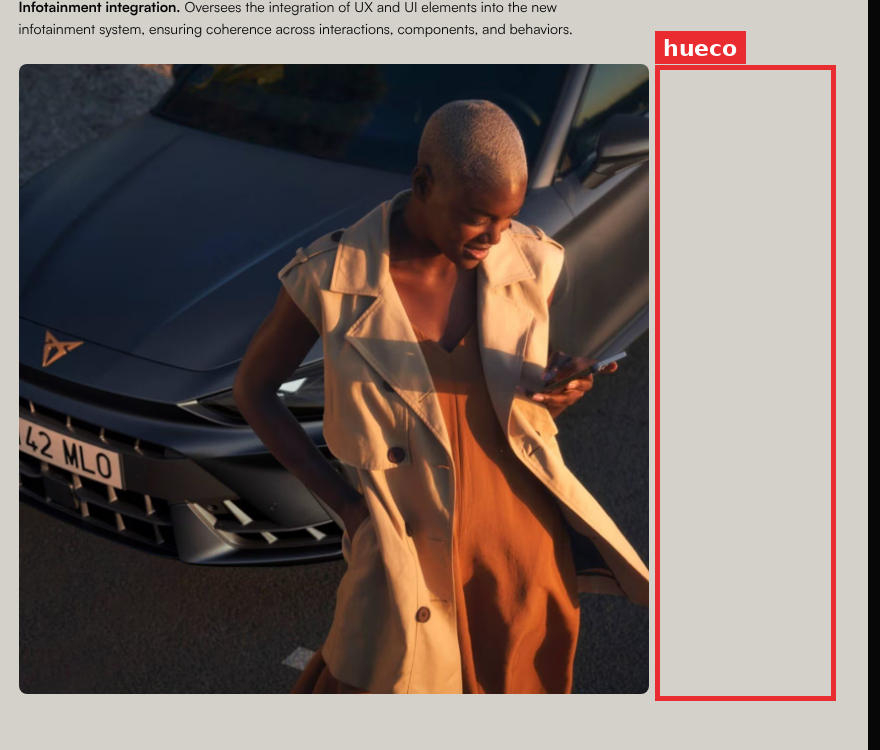 Infotainment integration. Oversees the integration of UX and UI elements into the new
infotainment system, ensuring coherence across interactions, components, and behaviors.
hueco
42 MLO